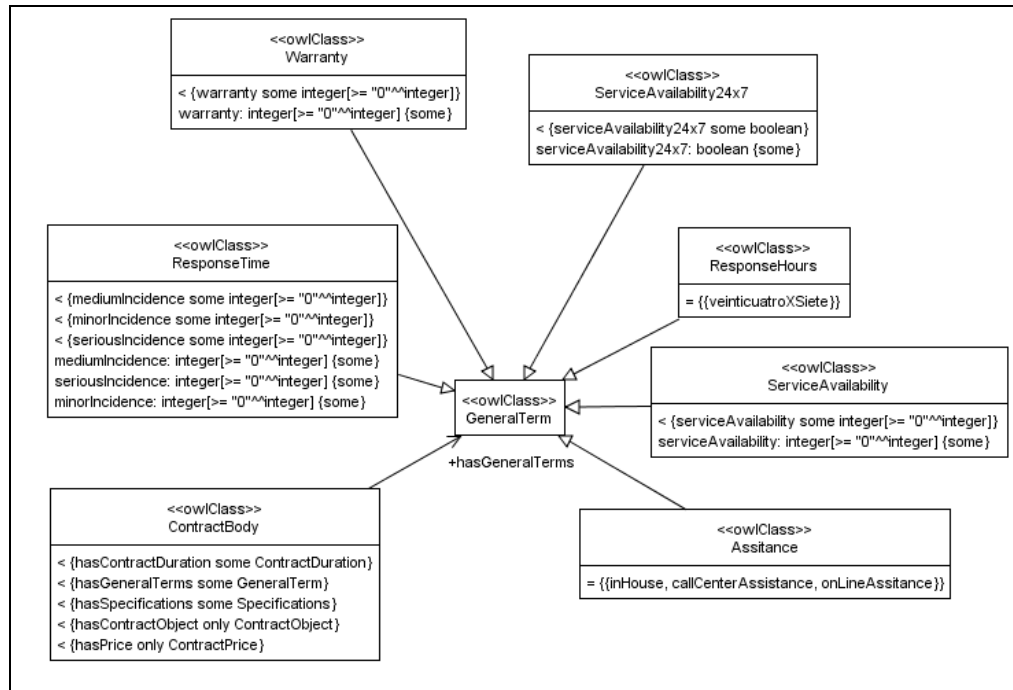 <<owlClass>>
Warranty
< {warranty some integer[>= "0"^^integer]}
warranty: integer[>= "0"^^integer] {some}
<<owlClass>>
ServiceAvailability24x7
< {serviceAvailability24x7 some boolean}
serviceAvailability24x7: boolean {some}
<<owlClass>>
ResponseTime
< {mediumIncidence some integer[>= "0"^^integer]}
< {minorIncidence some integer[>= "0"^^integer]}
< {seriousIncidence some integer[>= "0"^^integer]}
mediumIncidence: integer[>= "0"^^integer] {some}
seriousIncidence: integer[>= "0"^^integer] {some}
minorIncidence: integer[>= "0"^^integer] {some}
<<owlClass>>
ResponseHours
= {{veinticuatroXSiete}}
<<owlClass>>
GeneralTerm
<<owlClass>>
ServiceAvailability
< {serviceAvailability some integer[>= "0"^^integer]}
serviceAvailability: integer[>= "0"^^integer] {some}
+hasGeneralTerms
<<owlClass>>
ContractBody
< {hasContractDuration some ContractDuration}
< {hasGeneralTerms some GeneralTerm}
< {hasSpecifications some Specifications}
< {hasContractObject only ContractObject}
< {hasPrice only ContractPrice}
<<owlClass>>
Assitance
= {{inHouse, callCenterAssistance, onLineAssitance}}